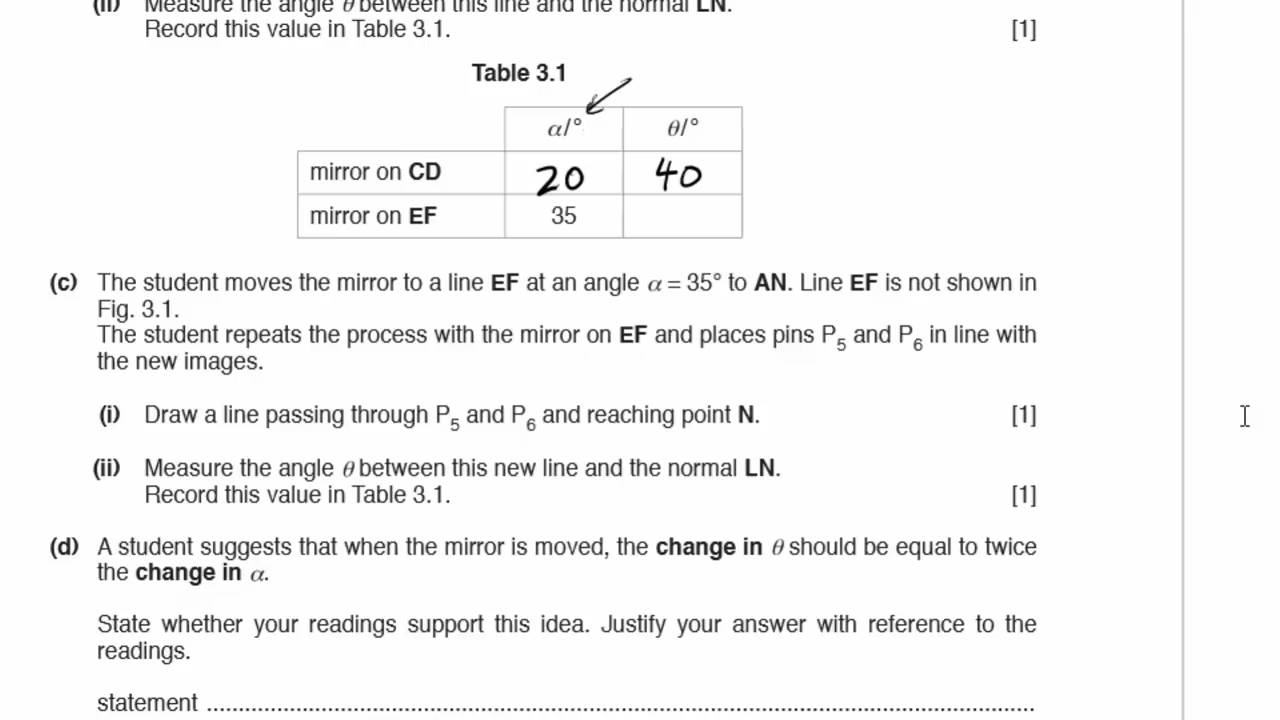 (ii) Measure the angle θ between this line and the normal LN.
Record this value in Table 3.1. [1]
Table 3.1
α/° θ/°
mirror on CD 20 40
mirror on EF 35
(c) The student moves the mirror to a line EF at an angle α = 35° to AN. Line EF is not shown in
Fig. 3.1.
The student repeats the process with the mirror on EF and places pins P5 and P6 in line with
the new images.
(i) Draw a line passing through P5 and P6 and reaching point N. [1]
(ii) Measure the angle θ between this new line and the normal LN.
Record this value in Table 3.1. [1]
(d) A student suggests that when the mirror is moved, the change in θ should be equal to twice
the change in α.
State whether your readings support this idea. Justify your answer with reference to the
readings.
statement ..........................................................................................................................